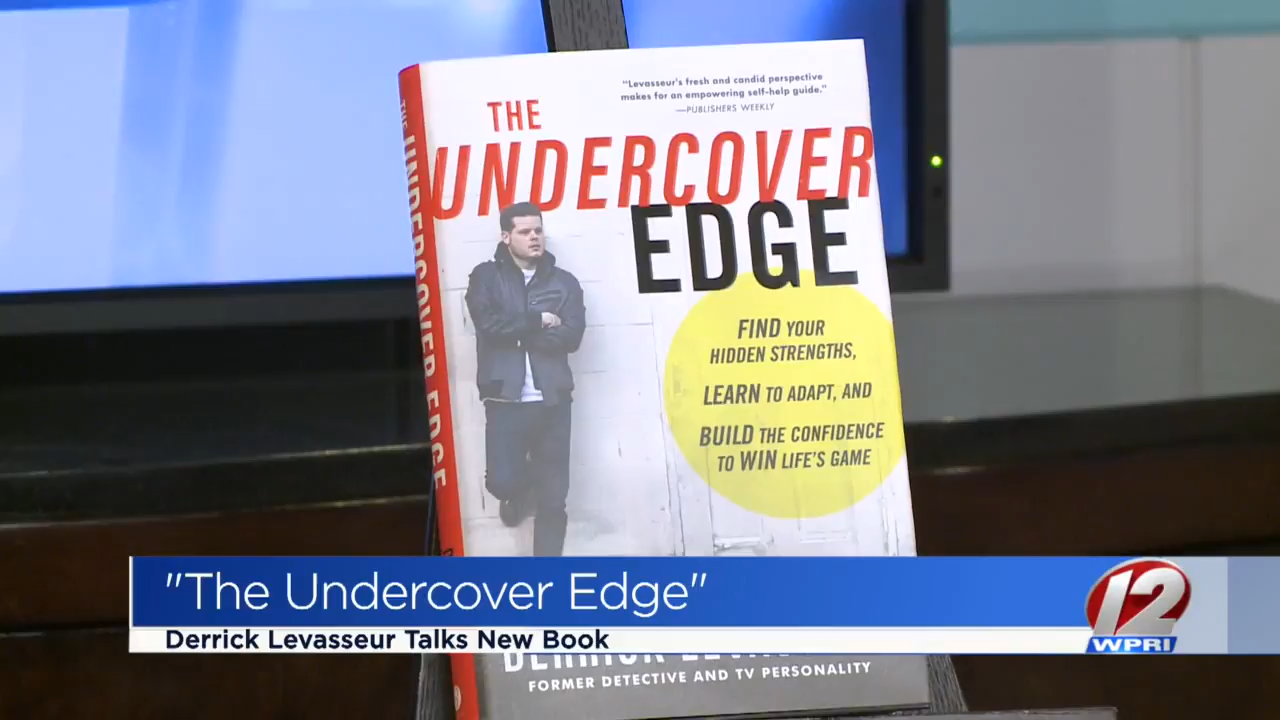 "Levasseur's fresh and candid perspective
makes for an empowering self-help guide."
—PUBLISHERS WEEKLY
THE
UNDERCOVER
EDGE
THE UNDERCOVER EDGE
FIND YOUR
HIDDEN STRENGTHS,
LEARN TO ADAPT, AND
BUILD THE CONFIDENCE
TO WIN LIFE'S GAME
"The Undercover Edge"
Derrick Levasseur Talks New Book
12
WPRI
FORMER DETECTIVE AND TV PERSONALITY